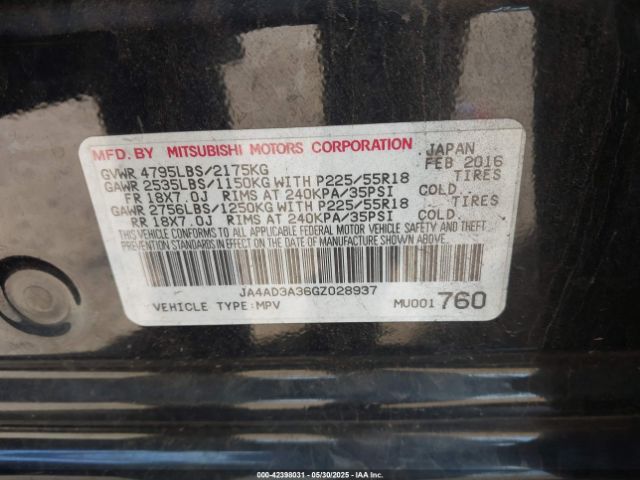 MFD. BY MITSUBISHI MOTORS CORPORATION JAPAN
GVWR 4795LBS/2175KG FEB 2016
GAWR 2535LBS/1150KG WITH P225/55R18 TIRES
FR 18X7.0J RIMS AT 240KPA/35PSI COLD.
GAWR 2756LBS/1250KG WITH P225/55R18 TIRES
RR 18X7.0J RIMS AT 240KPA/35PSI COLD.
THIS VEHICLE CONFORMS TO ALL APPLICABLE FEDERAL MOTOR VEHICLE SAFETY AND
THEFT PREVENTION STANDARDS IN EFFECT ON THE DATE OF MANUFACTURE SHOWN ABOVE.
JA4AD3A36GZ028937
VEHICLE TYPE:MPV MU001 760
000-42398031 - 05/30/2025 - IAAI.COM